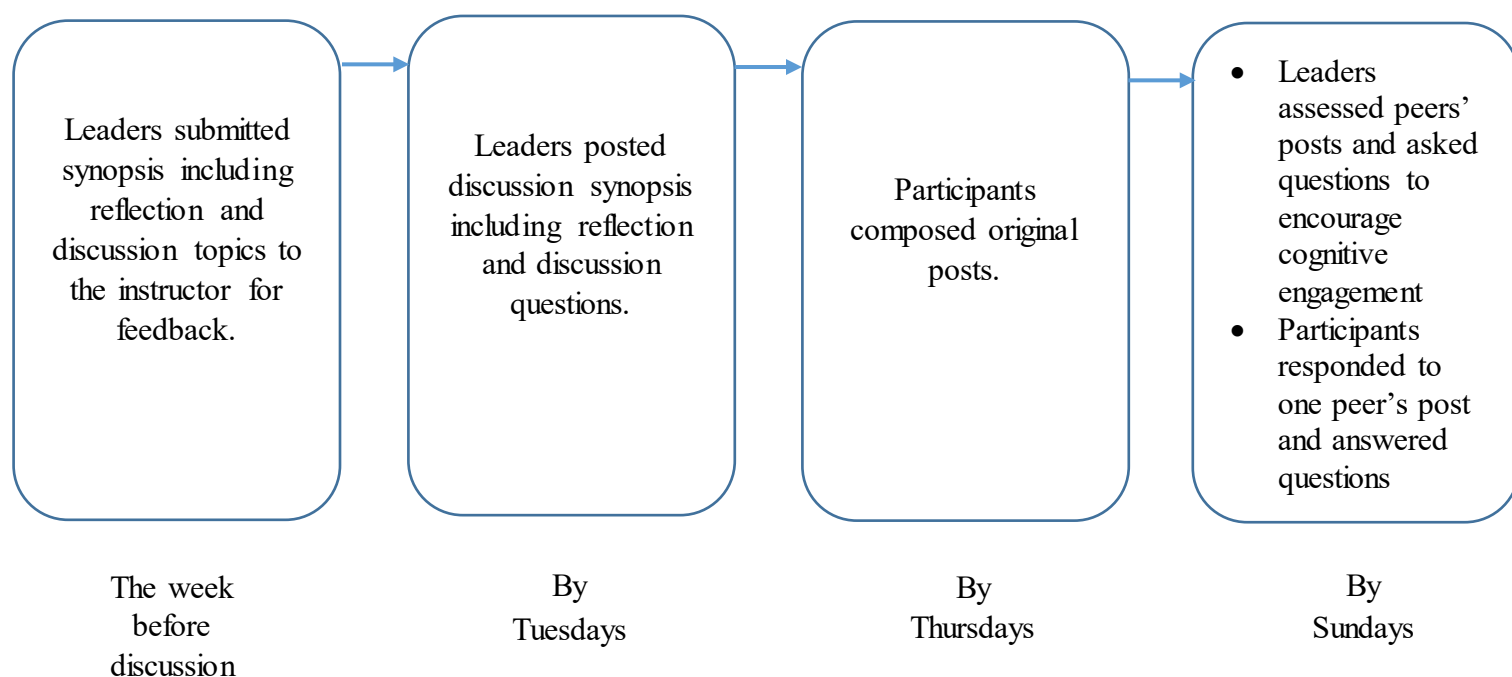 Leaders submitted
synopsis including
reflection and
discussion topics to
the instructor for
feedback.
Leaders posted
discussion synopsis
including reflection
and discussion
questions.
Participants
composed original
posts.
• Leaders
assessed peers’
posts and asked
questions to
encourage
cognitive
engagement
• Participants
responded to
one peer’s post
and answered
questions
The week
before
discussion
By
Tuesdays
By
Thursdays
By
Sundays